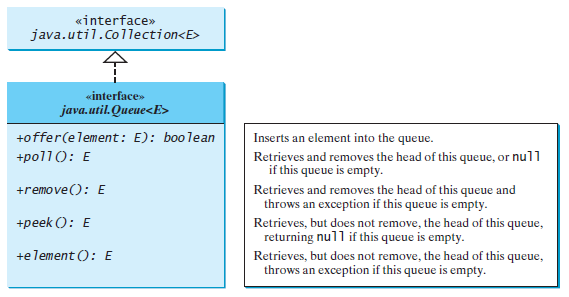 «interface»
java.util.Collection<E>
«interface»
java.util.Queue<E>
+offer(element: E): boolean
+poll(): E
+remove(): E
+peek(): E
+element(): E
Inserts an element into the queue.
Retrieves and removes the head of this queue, or null
if this queue is empty.
Retrieves and removes the head of this queue and
throws an exception if this queue is empty.
Retrieves, but does not remove, the head of this queue,
returning null if this queue is empty.
Retrieves, but does not remove, the head of this queue,
throws an exception if this queue is empty.